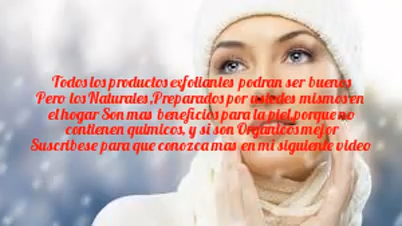 Todos los productos exfoliantes podran ser buenos
Pero los Naturales,Preparados por ustedes mismos en
el hogar Son mas beneficios para la piel,porque no
contienen quimicos, y si son Organicos mejor
Suscribese para que conozca mas en mi siguiente video